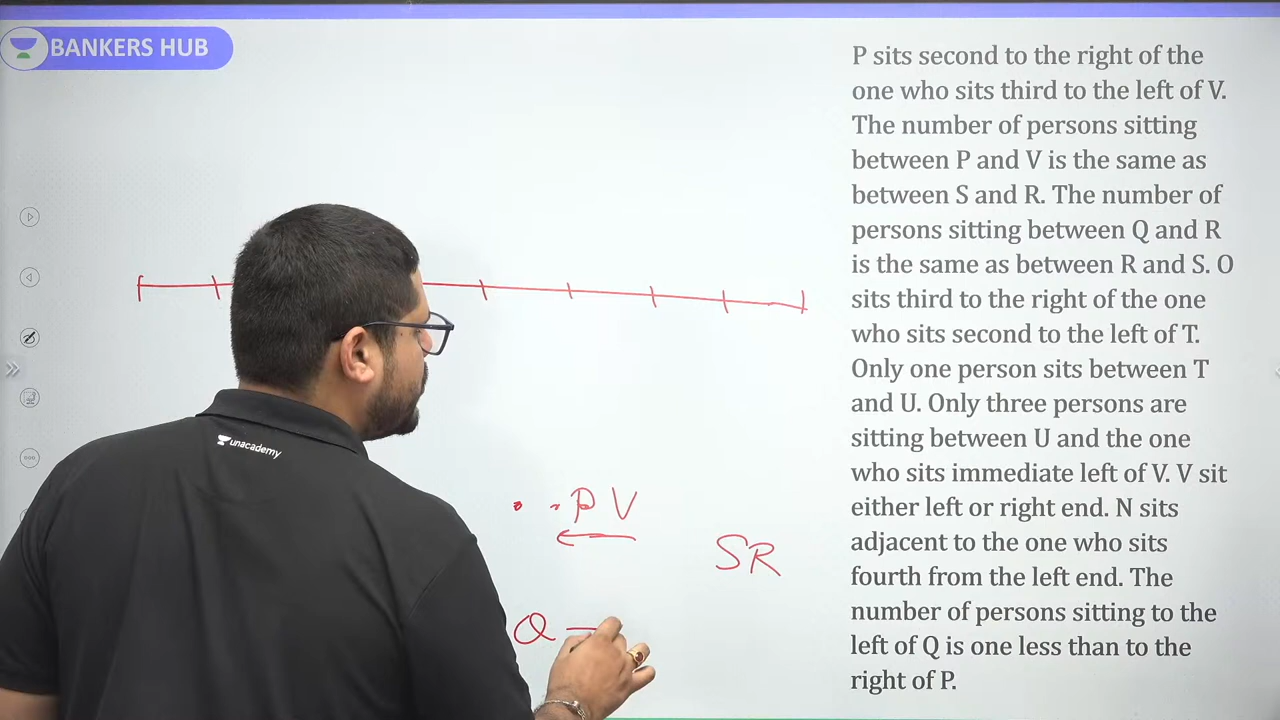 BANKERS HUB
P sits second to the right of the
one who sits third to the left of V.
The number of persons sitting
between P and V is the same as
between S and R. The number of
persons sitting between Q and R
is the same as between R and S. O
sits third to the right of the one
who sits second to the left of T.
Only one person sits between T
and U. Only three persons are
sitting between U and the one
who sits immediate left of V. V sit
either left or right end. N sits
adjacent to the one who sits
fourth from the left end. The
number of persons sitting to the
left of Q is one less than to the
right of P.
unacademy
P V
SR
Q